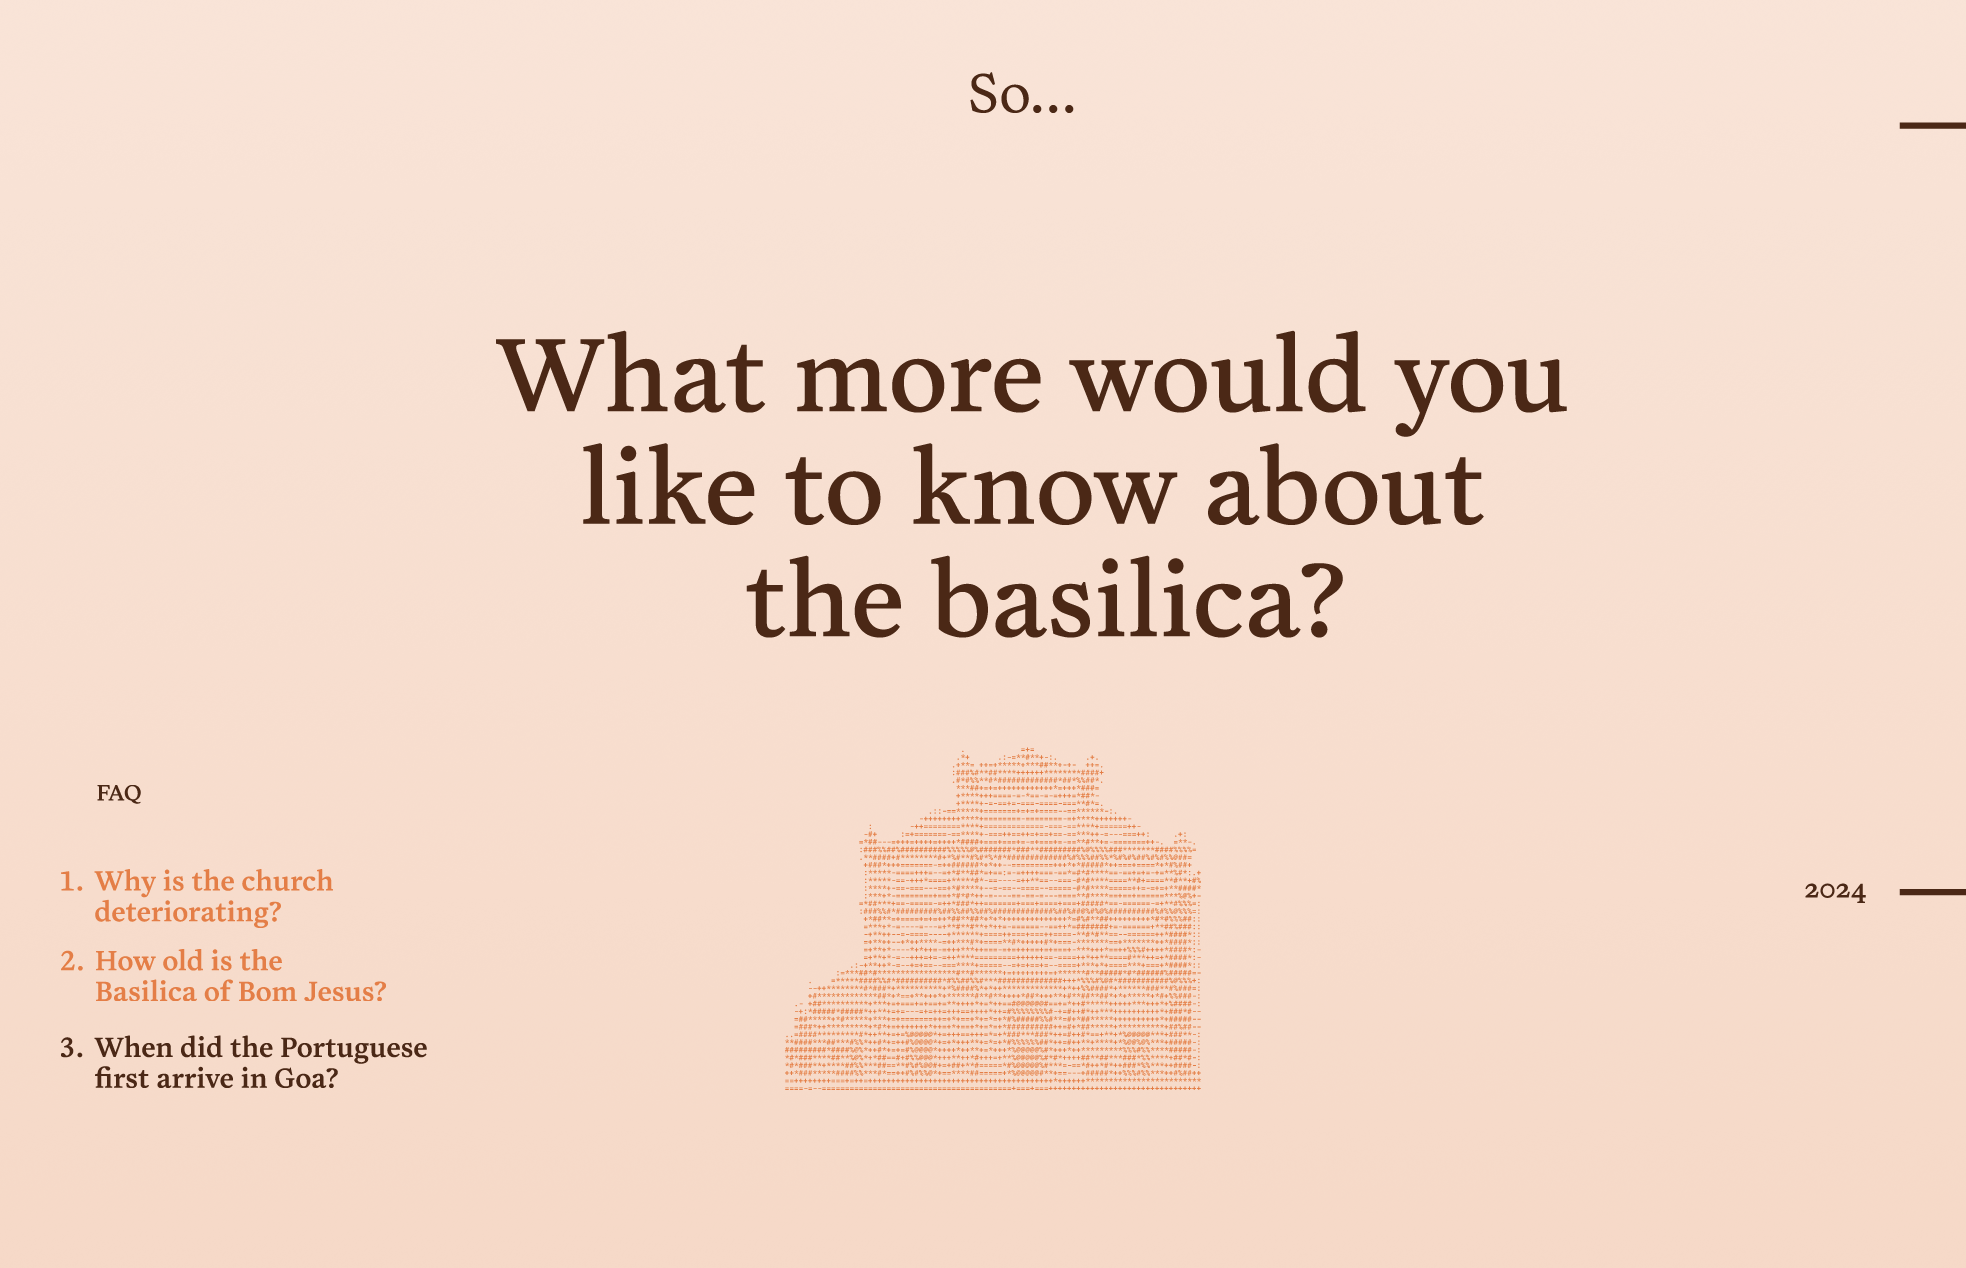 So...
What more would you
like to know about
the basilica?
FAQ
1. Why is the church
deteriorating?
2. How old is the
Basilica of Bom Jesus?
3. When did the Portuguese
first arrive in Goa?
2024